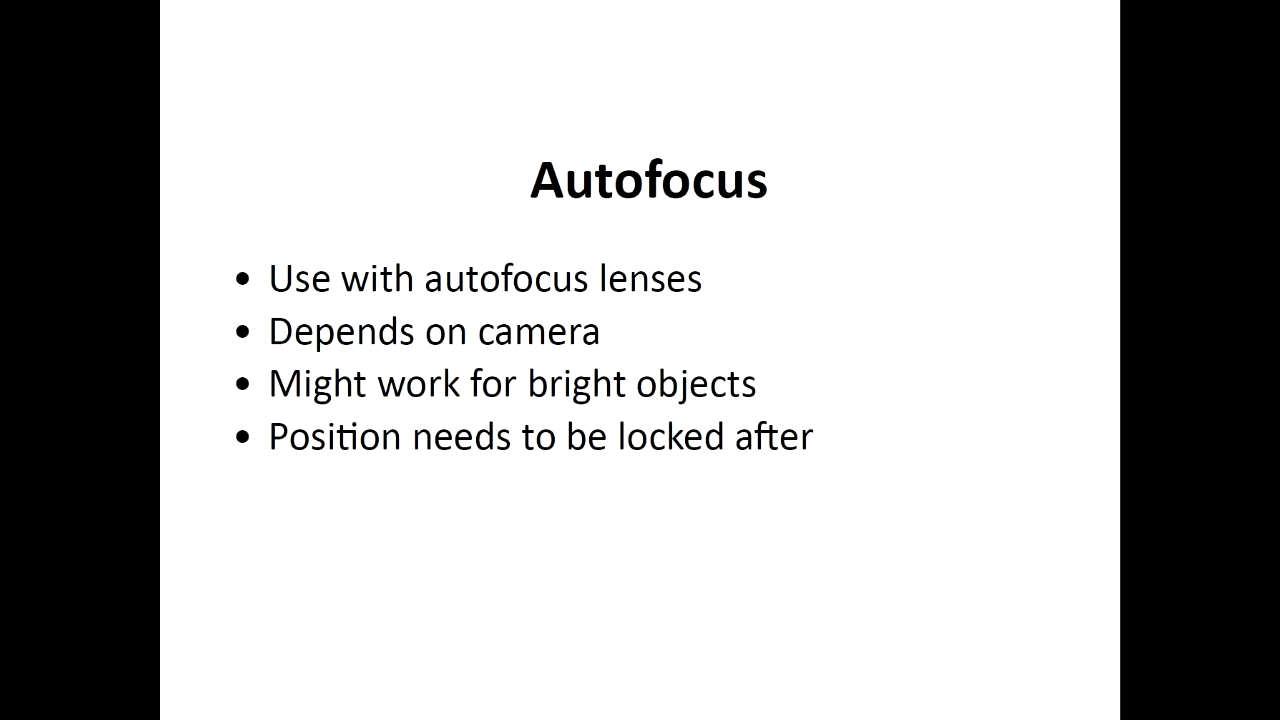 Autofocus
• Use with autofocus lenses
• Depends on camera
• Might work for bright objects
• Position needs to be locked after